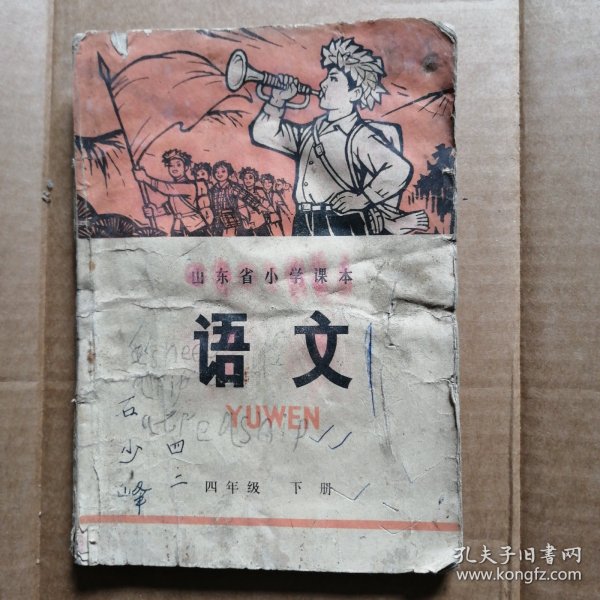 山东省小学课本
语文
YUWEN
石少峰
四二
四年级 下册
孔夫子旧书网
www.kongfz.com